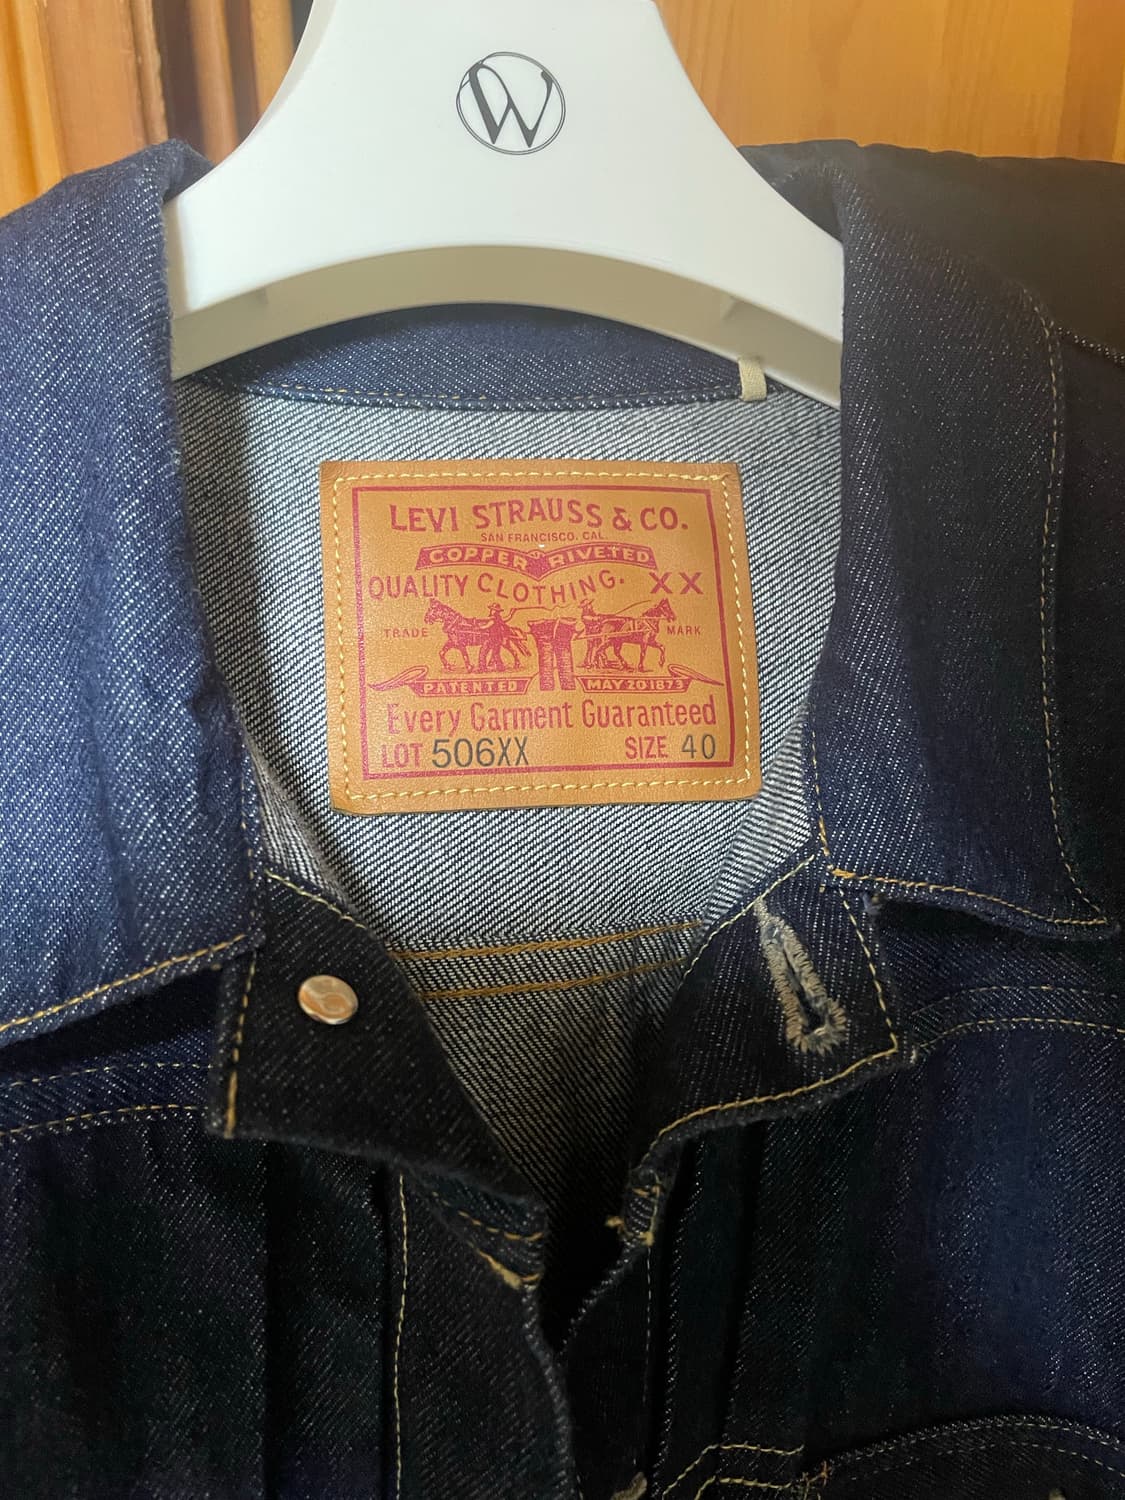 W
LEVI STRAUSS & CO.
SAN FRANCISCO. CAL
COPPER RIVETED
QUALITY CLOTHING. XX
TRADE MARK
PATENTED MAY 20 1873
Every Garment Guaranteed
LOT 506XX SIZE 40